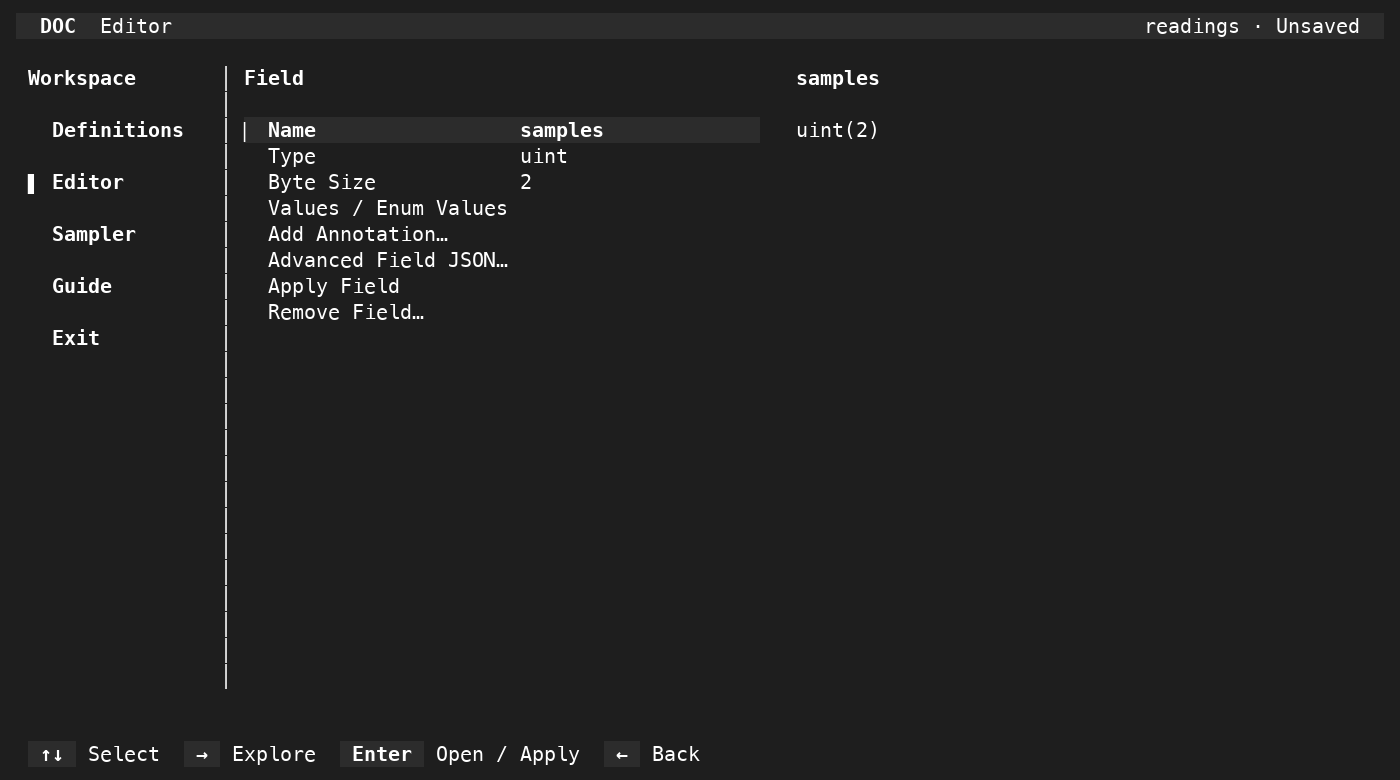 DOC Editor readings · Unsaved
Workspace Field samples
Definitions Name samples uint(2)
Type uint
Editor Byte Size 2
Values / Enum Values
Sampler Add Annotation…
Advanced Field JSON…
Guide Apply Field
Remove Field…
Exit
↑↓ Select → Explore Enter Open / Apply ← Back